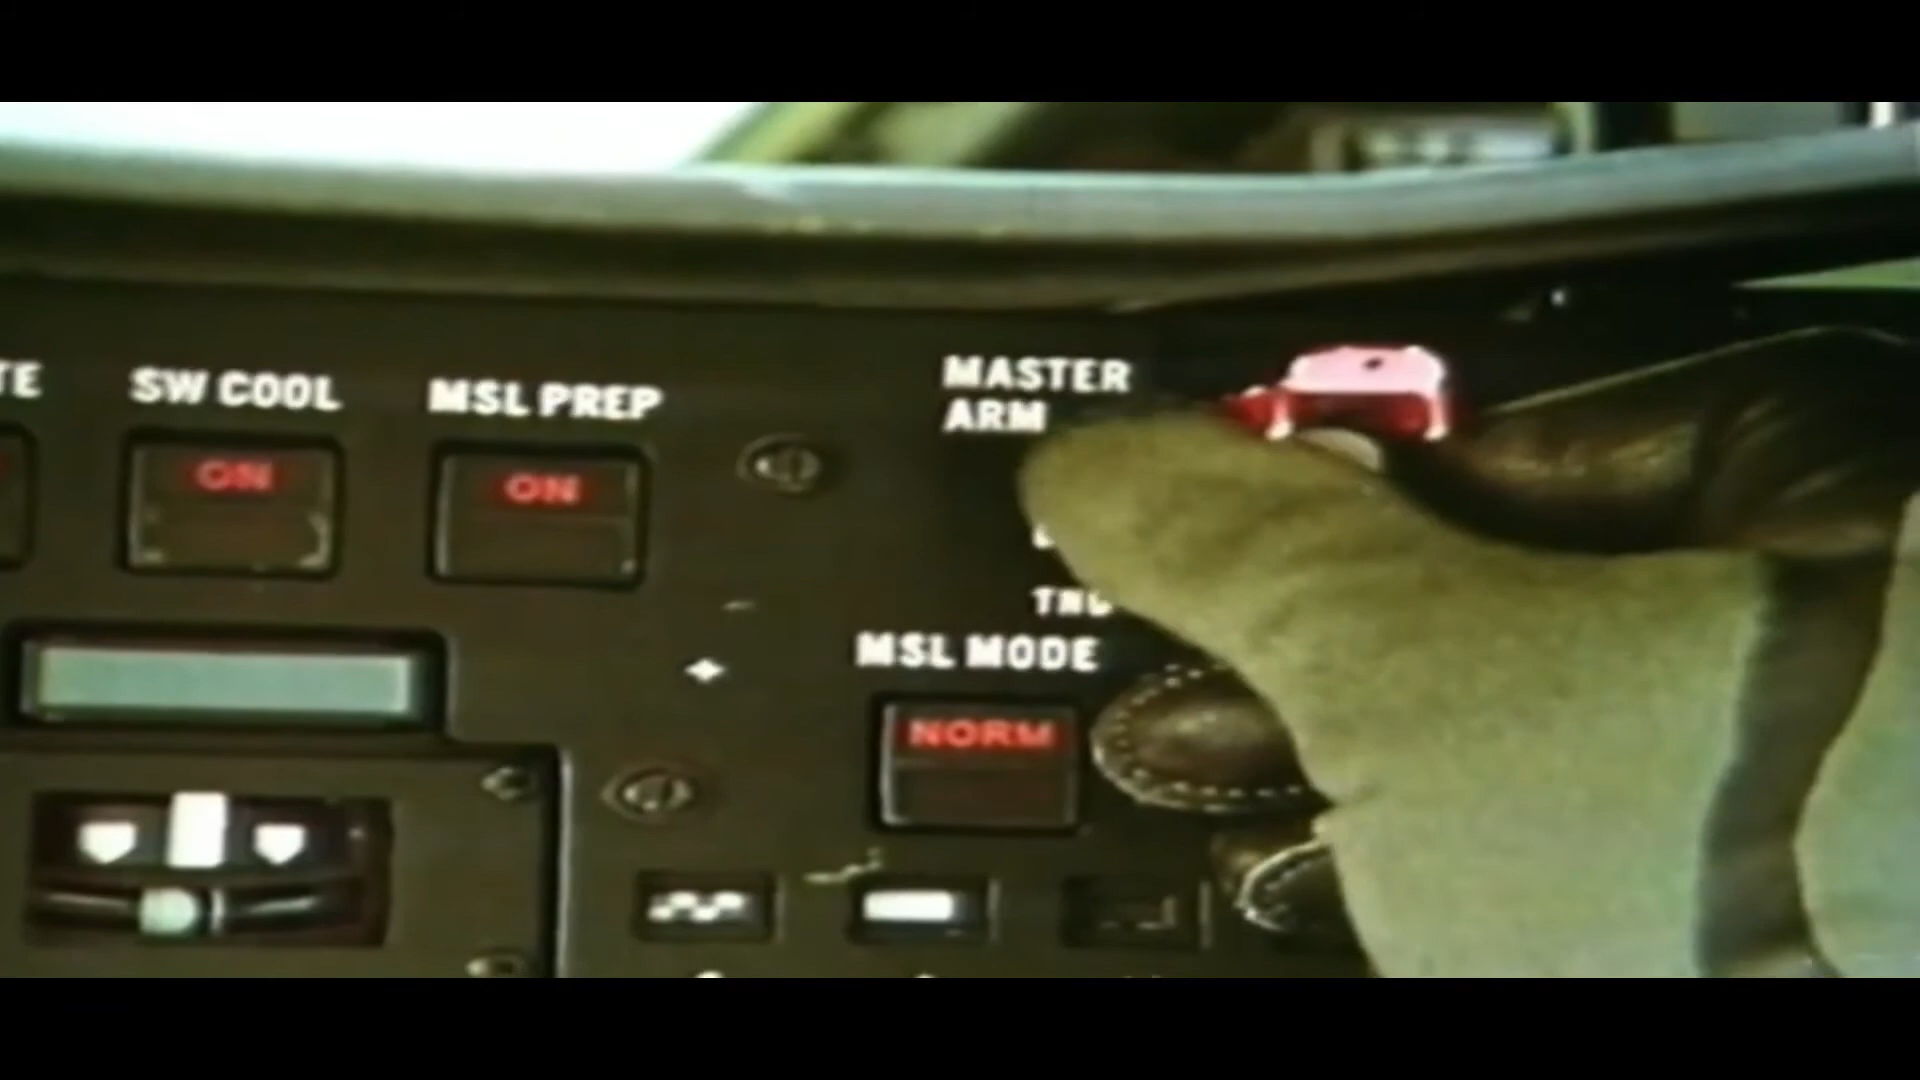 SW COOL
MSL PREP
MASTER
ARM
ON
ON
MSL MODE
NORM